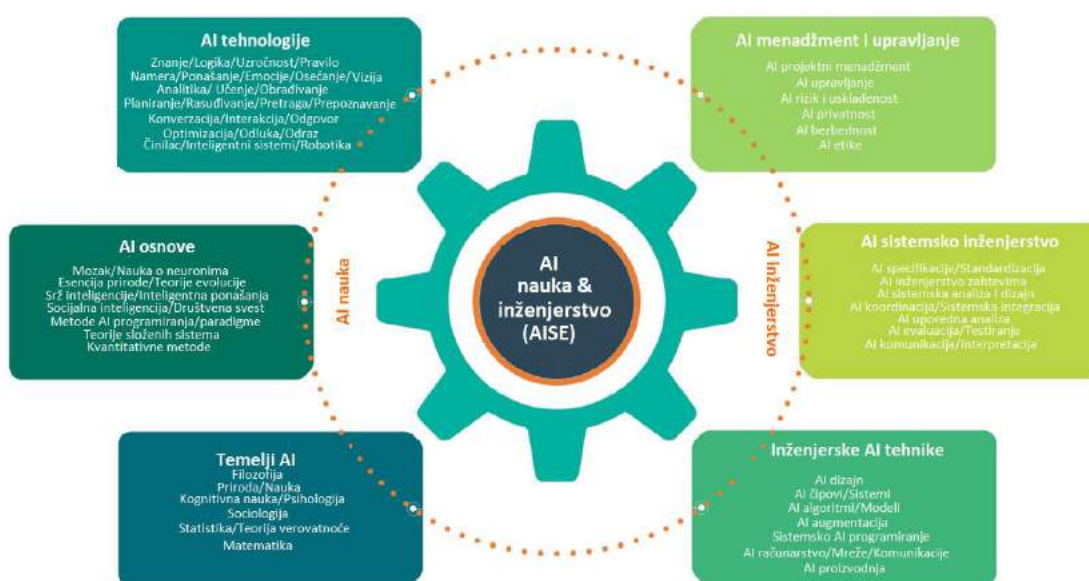 AI tehnologije
Znanje/Logika/Uzročnost/Pravilo
Namera/Ponašanje/Emocije/Osećanje/Vizija
Analitika/ Učenje/Obrađivanje
Planiranje/Rasuđivanje/Pretraga/Prepoznavanje
Konverzacija/Interakcija/Odgovor
Optimizacija/Odluka/Odraz
Činilac/Inteligentni sistemi/Robotika
AI osnove
Mozak/Nauka o neuronima
Esencija prirode/Teorije evolucije
Srž inteligencije/Inteligentna ponašanja
Socijalna inteligencija/Društvena svest
Metode AI programiranja/paradigme
Teorije složenih sistema
Kvantitativne metode
Temelji AI
Filozofija
Priroda/Nauka
Kognitivna nauka/Psihologija
Sociologija
Statistika/Teorija verovatnoće
Matematika
AI nauka
AI
nauka &
inženjerstvo
(AISE)
AI inženjerstvo
AI menadžment i upravljanje
AI projektni menadžment
AI upravljanje
AI rizik i usklađenost
AI privatnost
AI bezbednost
AI etike
AI sistemsko inženjerstvo
AI specifikacije/Standardizacija
AI inženjerstvo zahtevima
AI sistemska analiza i dizajn
AI koordinacija/Sistemska integracija
AI uporedna analiza
AI evaluacija/Testiranje
AI komunikacija/Interpretacija
Inženjerske AI tehnike
AI dizajn
AI čipovi/Sistemi
AI algoritmi/Modeli
AI augmentacija
Sistemsko AI programiranje
AI računarstvo/Mreže/Komunikacije
AI proizvodnja